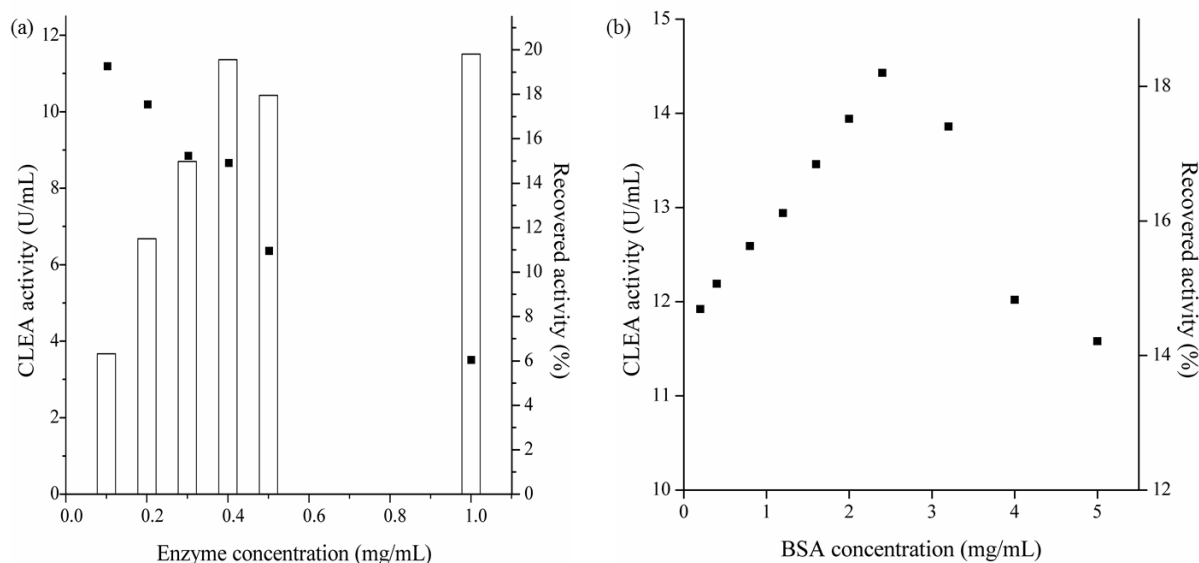 (a)
CLEA activity (U/mL)
12
10
8
6
4
2
0
0.0 0.2 0.4 0.6 0.8 1.0
Enzyme concentration (mg/mL)
20
18
16
14
12
10
8
6
4
2
0
Recovered activity (%)
(b)
CLEA activity (U/mL)
15
14
13
12
11
10
0 1 2 3 4 5
BSA concentration (mg/mL)
18
16
14
12
Recovered activity (%)